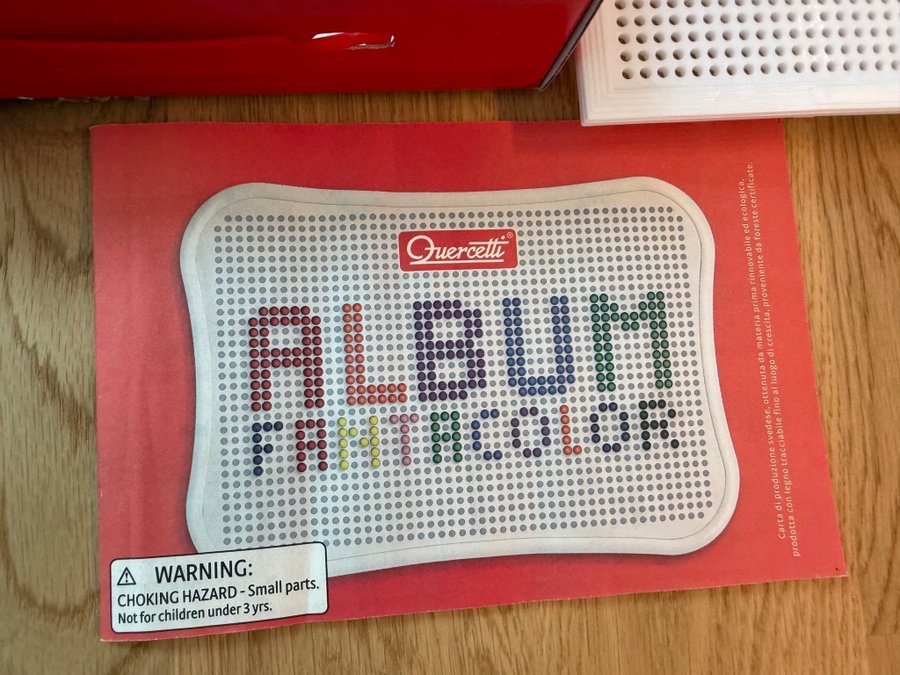 Quercetti®
ALBUM
FANTACOLOR
⚠ WARNING:
CHOKING HAZARD - Small parts.
Not for children under 3 yrs.
Carta di produzione svedese, ottenuta da materia prima rinnovabile ed ecologica,
prodotta con legno tracciabile fino al luogo di crescita, proveniente da foreste certificate.